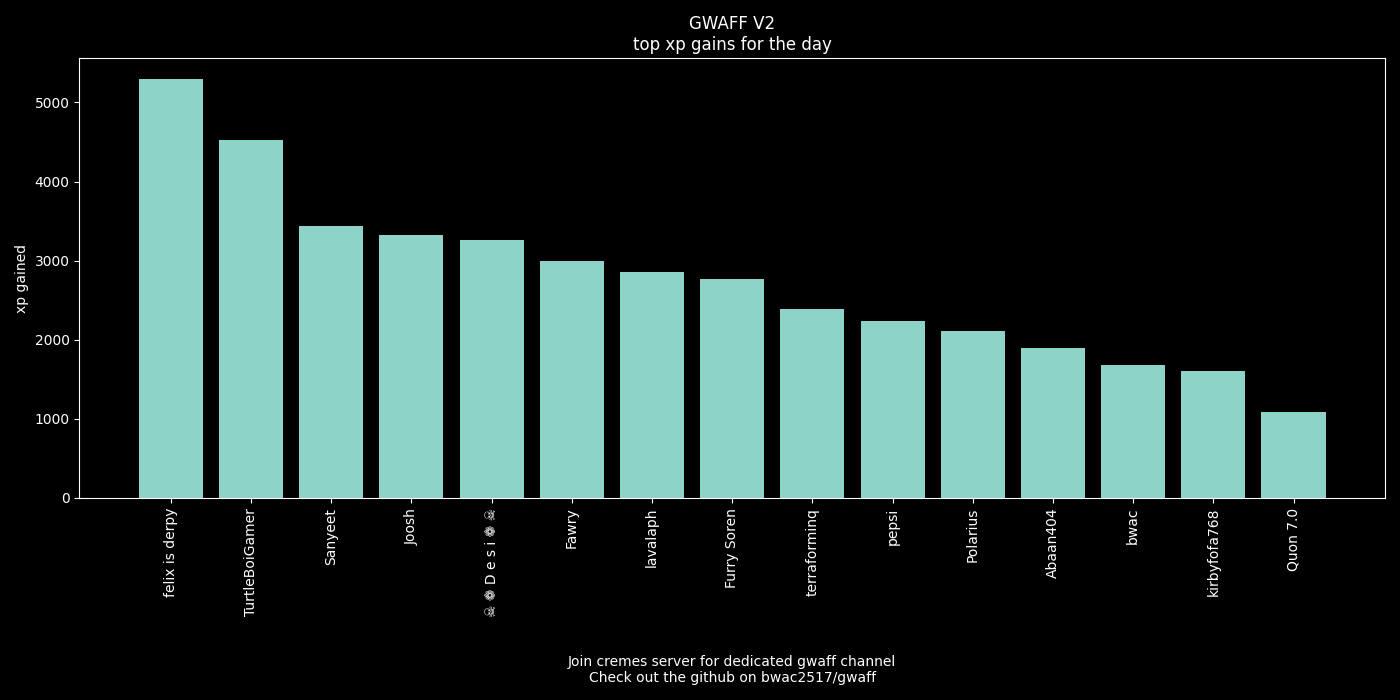 GWAFF V2
top xp gains for the day
xp gained
5000
4000
3000
2000
1000
0
felix is derpy
TurtleBoiGamer
Sanyeet
Joosh
D e s i
Fawry
lavalaph
Furry Soren
terraforminq
pepsi
Polarius
Abaan404
bwac
kirbyfofa768
Quon 7.0
Join cremes server for dedicated gwaff channel
Check out the github on bwac2517/gwaff